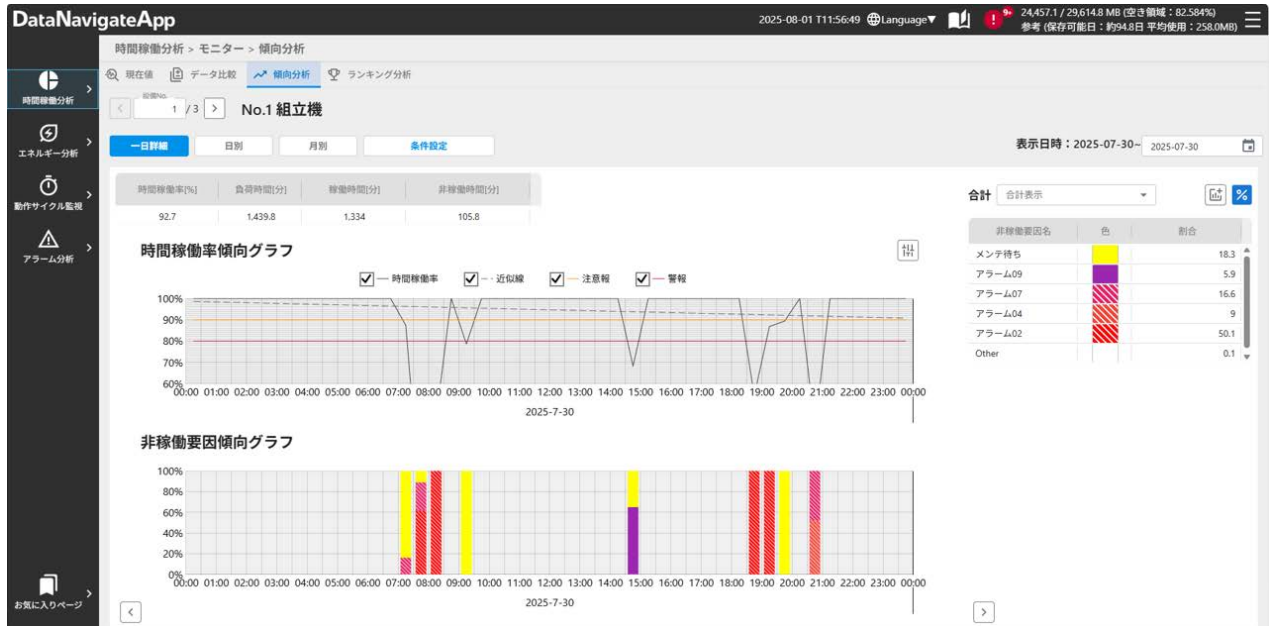 DataNavigateApp
2025-08-01 T11:56:49 Language▼ 9+ 24,457.1 / 29,614.8 MB (空き領域：82.584%)
参考 (保存可能日：約94.8日 平均使用：258.0MB)
時間稼働分析 > モニター > 傾向分析
現在値 データ比較 傾向分析 ランキング分析
設備No.
1 / 3 No.1 組立機
一日詳細 日別 月別 条件設定 表示日時：2025-07-30~ 2025-07-30
時間稼働分析
エネルギー分析
動作サイクル監視
アラーム分析
お気に入りページ
時間稼働率[%] 負荷時間[分] 稼働時間[分] 非稼働時間[分]
92.7 1,439.8 1,334 105.8
時間稼働率傾向グラフ
時間稼働率 近似線 注意報 警報
100%
90%
80%
70%
60%
00:00 01:00 02:00 03:00 04:00 05:00 06:00 07:00 08:00 09:00 10:00 11:00 12:00 13:00 14:00 15:00 16:00 17:00 18:00 19:00 20:00 21:00 22:00 23:00 00:00
2025-7-30
非稼働要因傾向グラフ
100%
80%
60%
40%
20%
0%
00:00 01:00 02:00 03:00 04:00 05:00 06:00 07:00 08:00 09:00 10:00 11:00 12:00 13:00 14:00 15:00 16:00 17:00 18:00 19:00 20:00 21:00 22:00 23:00 00:00
2025-7-30
合計 合計表示 %
非稼働要因名 色 割合
メンテ待ち 18.3
アラーム09 5.9
アラーム07 16.6
アラーム04 9
アラーム02 50.1
Other 0.1